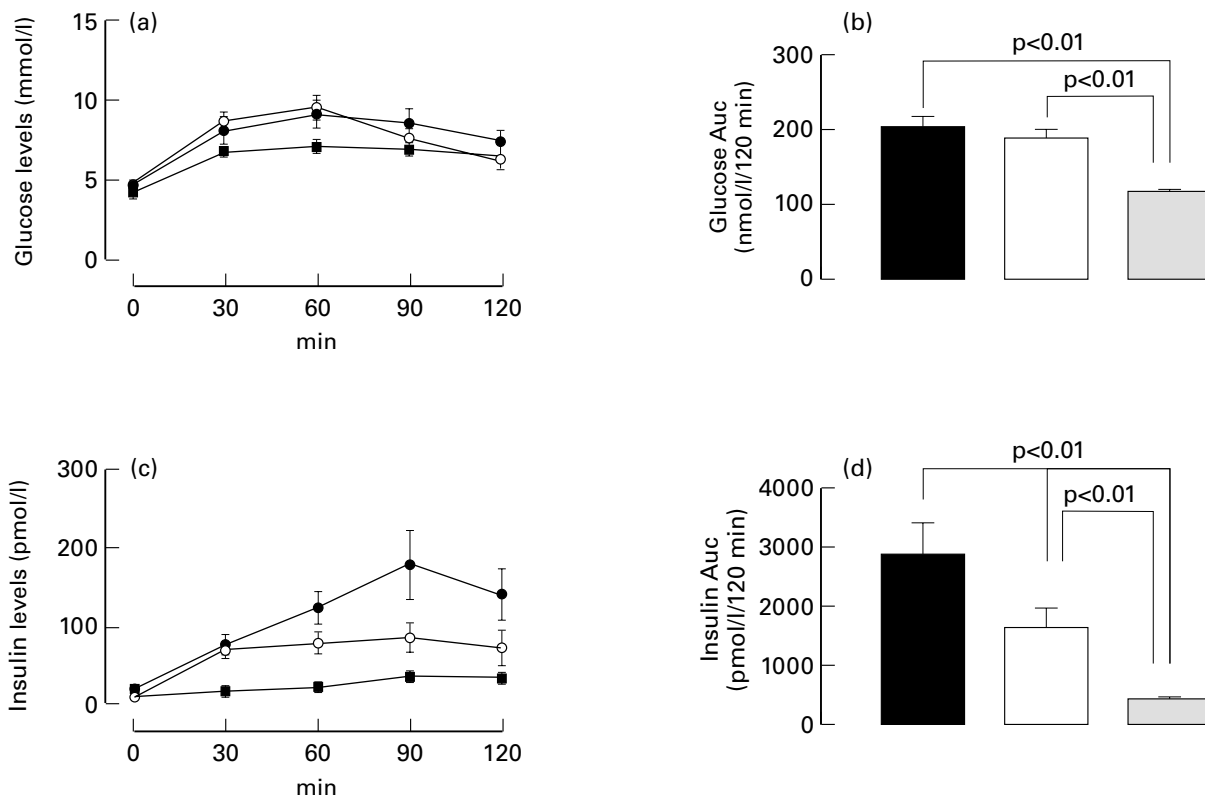 (a)
Glucose levels (mmol/l)
15
10
5
0
0 30 60 90 120
min
(b)
p<0.01
p<0.01
Glucose Auc
(nmol/l/120 min)
300
200
100
0
(c)
Insulin levels (pmol/l)
300
200
100
0
0 30 60 90 120
min
(d)
p<0.01
p<0.01
Insulin Auc
(pmol/l/120 min)
4000
3000
2000
1000
0